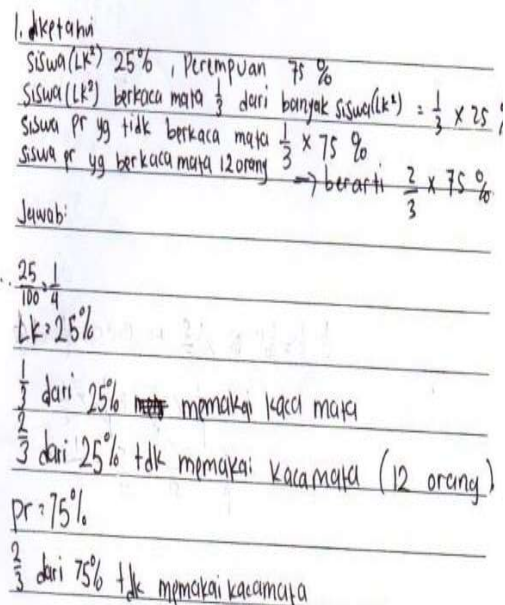 1. diketahui
siswa (LK²) 25% , Perempuan 75 %
siswa (LK²) berkaca mata 1/3 dari banyak siswa (LK²) = 1/3 × 25
siswa pr yg tidk berkaca mata 1/3 × 75 %
siswa pr yg berkaca mata 12 orang → berarti 2/3 × 75 %
Jawab:
25/100 = 1/4
LK = 25%
1/3 dari 25% memakai kaca mata
2/3 dari 25% tdk memakai kacamata (12 orang)
pr = 75%
2/3 dari 75% tdk memakai kacamata